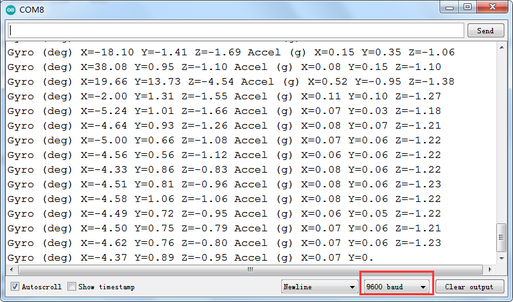 COM8
Send
Gyro (deg) X=-18.10 Y=-1.41 Z=-1.69 Accel (g) X=0.15 Y=0.35 Z=-1.06
Gyro (deg) X=38.08 Y=0.95 Z=-1.10 Accel (g) X=0.08 Y=0.15 Z=-1.10
Gyro (deg) X=19.66 Y=13.73 Z=-4.54 Accel (g) X=0.52 Y=-0.95 Z=-1.38
Gyro (deg) X=-2.00 Y=1.31 Z=-1.55 Accel (g) X=0.11 Y=0.10 Z=-1.27
Gyro (deg) X=-5.24 Y=1.01 Z=-1.66 Accel (g) X=0.07 Y=0.03 Z=-1.18
Gyro (deg) X=-4.64 Y=0.93 Z=-1.26 Accel (g) X=0.08 Y=0.07 Z=-1.21
Gyro (deg) X=-5.00 Y=0.66 Z=-1.08 Accel (g) X=0.07 Y=0.06 Z=-1.22
Gyro (deg) X=-4.56 Y=0.56 Z=-1.12 Accel (g) X=0.08 Y=0.06 Z=-1.22
Gyro (deg) X=-4.33 Y=0.86 Z=-0.83 Accel (g) X=0.08 Y=0.06 Z=-1.22
Gyro (deg) X=-4.51 Y=0.81 Z=-0.96 Accel (g) X=0.08 Y=0.06 Z=-1.23
Gyro (deg) X=-4.58 Y=1.06 Z=-1.06 Accel (g) X=0.08 Y=0.06 Z=-1.22
Gyro (deg) X=-4.49 Y=0.72 Z=-0.95 Accel (g) X=0.06 Y=0.05 Z=-1.22
Gyro (deg) X=-4.50 Y=0.75 Z=-0.79 Accel (g) X=0.07 Y=0.06 Z=-1.21
Gyro (deg) X=-4.62 Y=0.76 Z=-0.80 Accel (g) X=0.07 Y=0.06 Z=-1.23
Gyro (deg) X=-4.37 Y=0.89 Z=-0.95 Accel (g) X=0.07 Y=0.
Autoscroll Show timestamp Newline 9600 baud Clear output